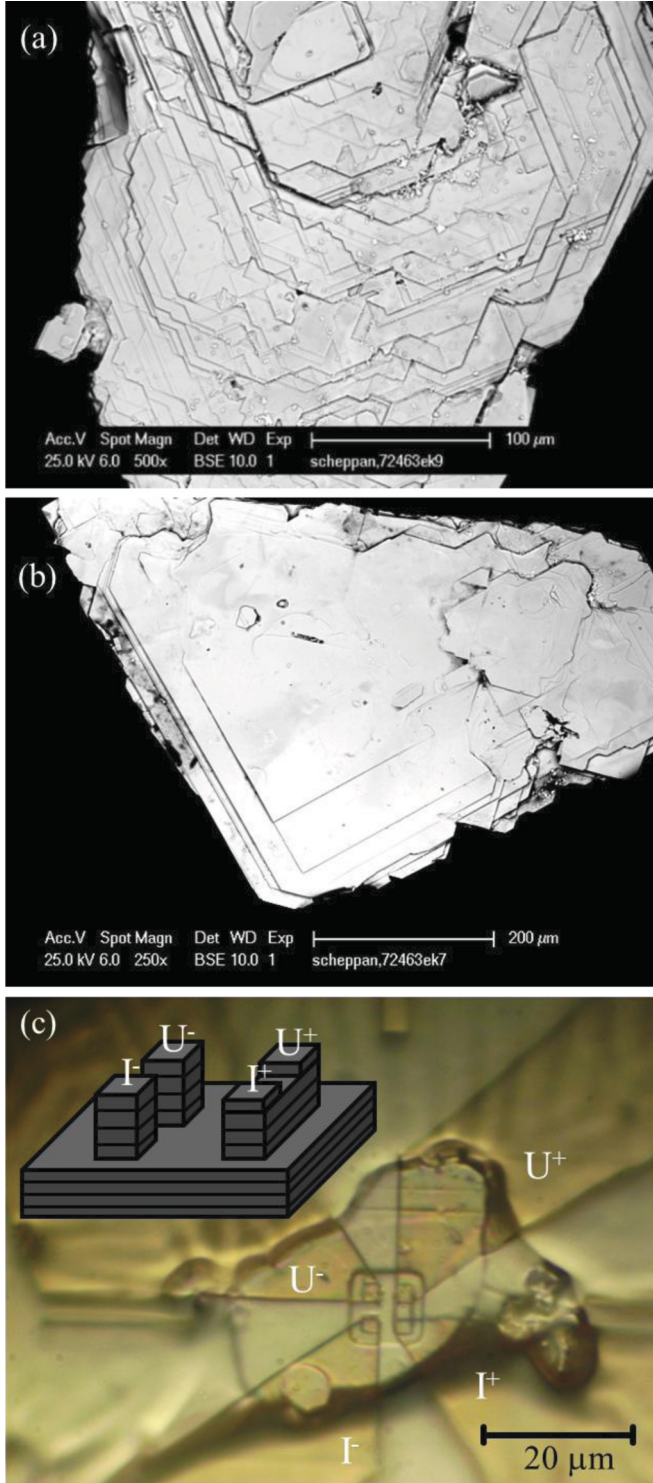 (a)
Acc.V Spot Magn Det WD Exp 100 µm
25.0 kV 6.0 500x BSE 10.0 1 scheppan,72463ek9
(b)
Acc.V Spot Magn Det WD Exp 200 µm
25.0 kV 6.0 250x BSE 10.0 1 scheppan,72463ek7
(c)
U⁻ U⁺
I⁻ I⁺
U⁺
U⁻
I⁺
I⁻
20 µm